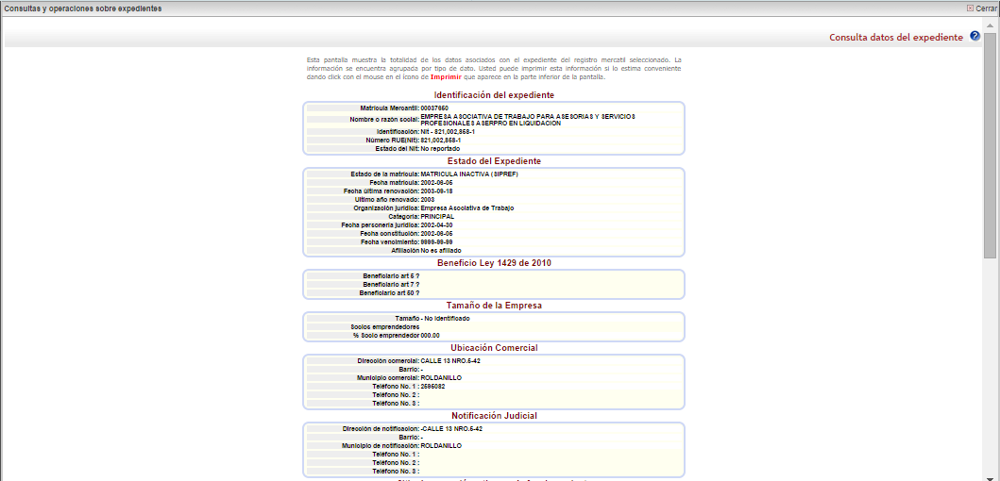 Consultas y operaciones sobre expedientes
Cerrar
Consulta datos del expediente
Esta pantalla muestra la totalidad de los datos asociados con el expediente del registro mercatil seleccionado. La
información se encuentra agrupada por tipo de dato. Usted puede imprimir esta información si lo estima conveniente
dando click con el mouse en el ícono de Imprimir que aparece en la parte inferior de la pantalla.
Identificación del expediente
Matrícula Mercantil: 00037650
Nombre o razón social: EMPRESA ASOCIATIVA DE TRABAJO PARA ASESORIAS Y SERVICIOS
PROFESIONALES ASERPRO EN LIQUIDACION
Identificación: Nit - 821,002,858-1
Número RUE(Nit): 821,002,858-1
Estado del Nit: No reportado
Estado del Expediente
Estado de la matrícula: MATRICULA INACTIVA (SIPREF)
Fecha matrícula: 2002-06-05
Fecha última renovación: 2003-09-18
Ultimo año renovado: 2003
Organización jurídica: Empresa Asociativa de Trabajo
Categoría: PRINCIPAL
Fecha personería jurídica: 2002-04-30
Fecha constitución: 2002-06-05
Fecha vencimiento: 9999-99-99
Afiliación No es afiliado
Beneficio Ley 1429 de 2010
Beneficiario art 5 ?
Beneficiario art 7 ?
Beneficiario art 50 ?
Tamaño de la Empresa
Tamaño - No Identificado
Socios emprendedores
% Socio emprendedor 000.00
Ubicación Comercial
Dirección comercial: CALLE 13 NRO.5-42
Barrio: -
Municipio comercial: ROLDANILLO
Teléfono No. 1 : 2595082
Teléfono No. 2 :
Teléfono No. 3 :
Notificación Judicial
Dirección de notificacion: -CALLE 13 NRO.5-42
Barrio: -
Municipio de notificación: ROLDANILLO
Teléfono No. 1 :
Teléfono No. 2 :
Teléfono No. 3 :